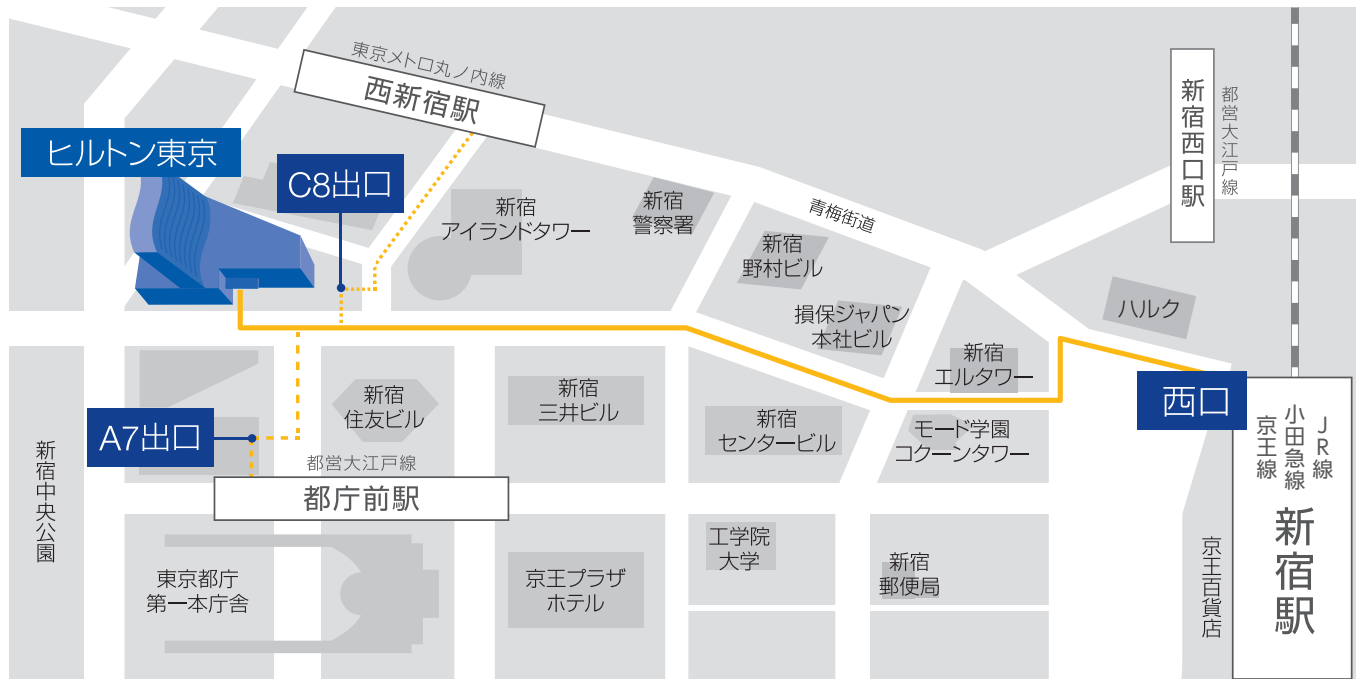 東京メトロ丸ノ内線
西新宿駅
ヒルトン東京
C8出口
新宿
アイランドタワー
新宿
警察署
青梅街道
新宿
野村ビル
損保ジャパン
本社ビル
新宿西口駅
都営大江戸線
ハルク
新宿
エルタワー
西口
新宿
住友ビル
新宿
三井ビル
新宿
センタービル
モード学園
コクーンタワー
A7出口
都営大江戸線
都庁前駅
新宿中央公園
東京都庁
第一本庁舎
京王プラザ
ホテル
工学院
大学
新宿
郵便局
京王百貨店
JR線
小田急線
京王線
新宿駅